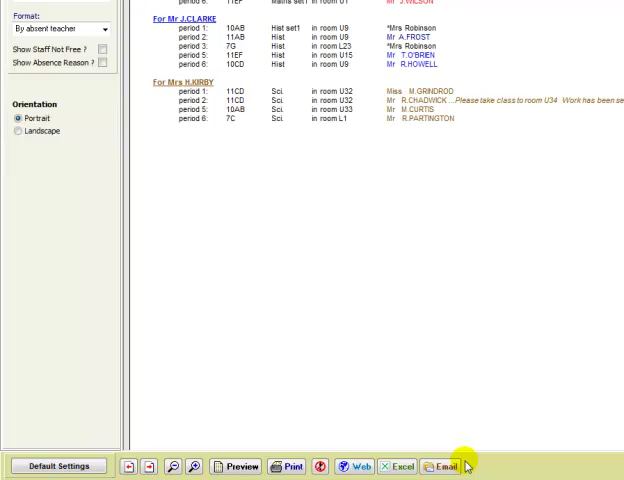 period 6: 11EF Maths set1 in room U1 Mr J.WILSON
Format:
By absent teacher
Show Staff Not Free ?
Show Absence Reason ?
Orientation
Portrait
Landscape
For Mr J.CLARKE
period 1: 10AB Hist set1 in room U9 *Mrs Robinson
period 2: 11AB Hist in room U9 Mr A.FROST
period 3: 7G Hist in room L23 *Mrs Robinson
period 5: 11EF Hist in room U15 Mr T.O'BRIEN
period 6: 10CD Hist in room U9 Mr R.HOWELL
For Mrs H.KIRBY
period 1: 11CD Sci. in room U32 Miss M.GRINDROD
period 2: 11CD Sci. in room U32 Mr R.CHADWICK ...Please take class to room U34 Work has been se
period 5: 10AB Sci. in room U33 Mr M.CURTIS
period 6: 7C Sci. in room L1 Mr R.PARTINGTON
Default Settings Preview Print Web Excel Email